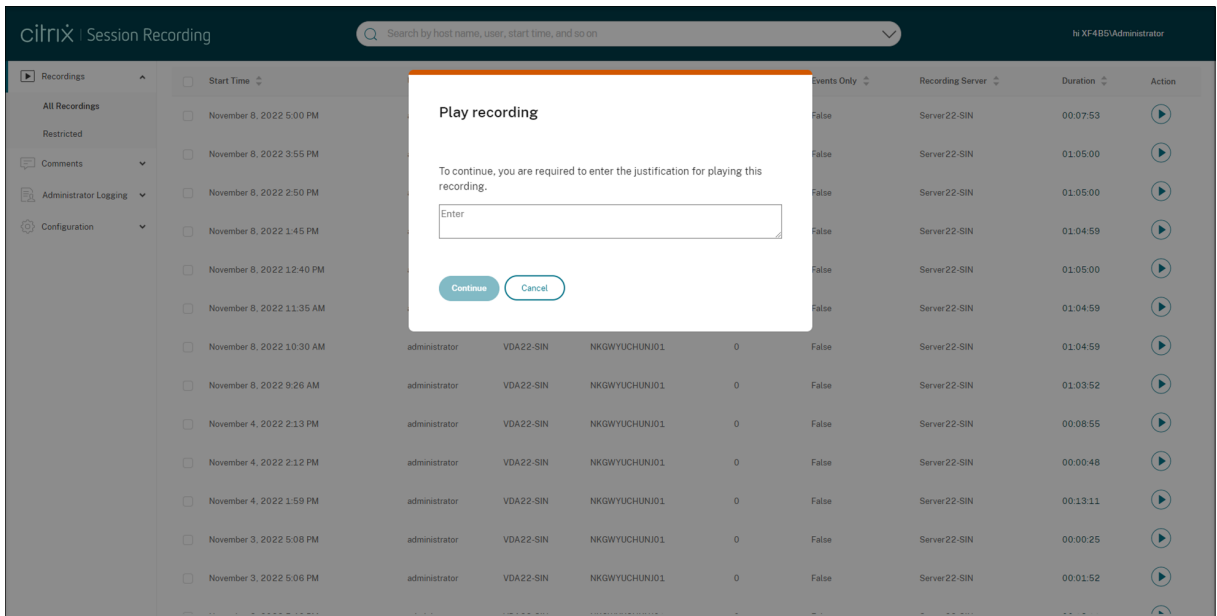 citrix | Session Recording
Search by host name, user, start time, and so on
hi XF4B5\Administrator
Recordings
All Recordings
Restricted
Comments
Administrator Logging
Configuration
Start Time Events Only Recording Server Duration Action
November 8, 2022 5:00 PM False Server22-SIN 00:07:53
November 8, 2022 3:55 PM False Server22-SIN 01:05:00
November 8, 2022 2:50 PM False Server22-SIN 01:05:00
November 8, 2022 1:45 PM False Server22-SIN 01:04:59
November 8, 2022 12:40 PM False Server22-SIN 01:05:00
November 8, 2022 11:35 AM False Server22-SIN 01:04:59
Play recording
To continue, you are required to enter the justification for playing this
recording.
Enter
Continue Cancel
November 8, 2022 10:30 AM administrator VDA22-SIN NKGWYUCHUNJ01 0 False Server22-SIN 01:04:59
November 8, 2022 9:26 AM administrator VDA22-SIN NKGWYUCHUNJ01 0 False Server22-SIN 01:03:52
November 4, 2022 2:13 PM administrator VDA22-SIN NKGWYUCHUNJ01 0 False Server22-SIN 00:08:55
November 4, 2022 2:12 PM administrator VDA22-SIN NKGWYUCHUNJ01 0 False Server22-SIN 00:00:48
November 4, 2022 1:59 PM administrator VDA22-SIN NKGWYUCHUNJ01 0 False Server22-SIN 00:13:11
November 3, 2022 5:08 PM administrator VDA22-SIN NKGWYUCHUNJ01 0 False Server22-SIN 00:00:25
November 3, 2022 5:06 PM administrator VDA22-SIN NKGWYUCHUNJ01 0 False Server22-SIN 00:01:52